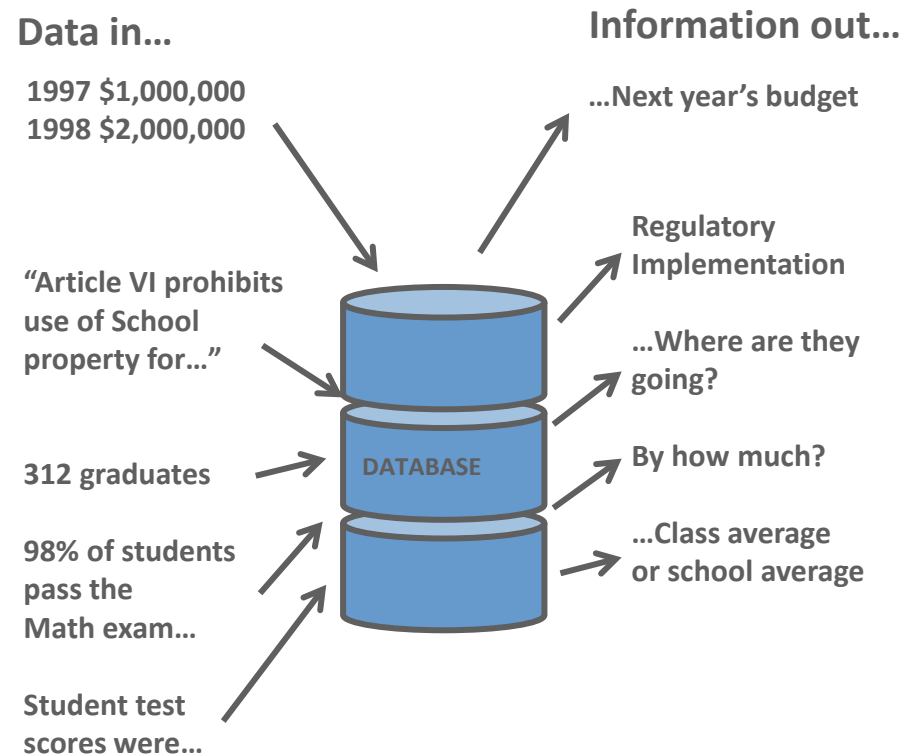 Data in…
1997 $1,000,000
1998 $2,000,000
“Article VI prohibits
use of School
property for…”
312 graduates
98% of students
pass the
Math exam…
Student test
scores were…
DATABASE
Information out…
…Next year’s budget
Regulatory
Implementation
…Where are they
going?
By how much?
…Class average
or school average